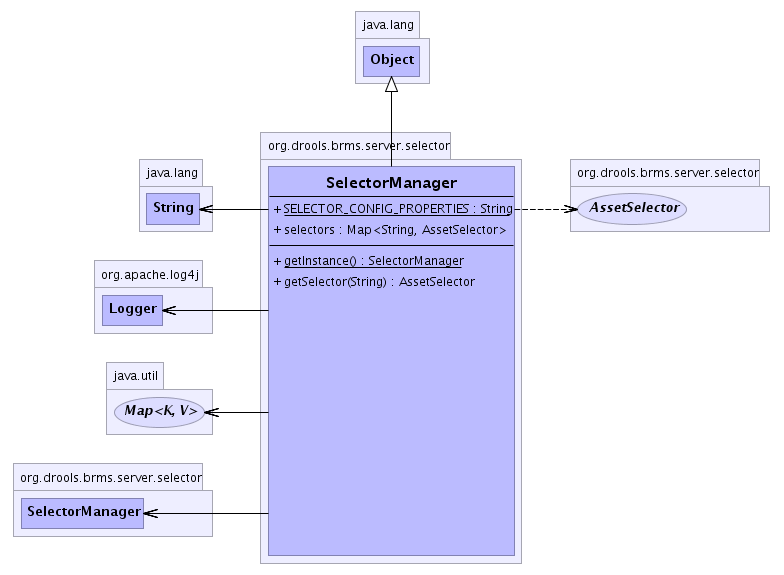 java.lang
Object
org.drools.brms.server.selector
SelectorManager
+ SELECTOR_CONFIG_PROPERTIES : String
+ selectors : Map<String, AssetSelector>
+ getInstance() : SelectorManager
+ getSelector(String) : AssetSelector
java.lang
String
org.drools.brms.server.selector
AssetSelector
org.apache.log4j
Logger
java.util
Map<K, V>
org.drools.brms.server.selector
SelectorManager